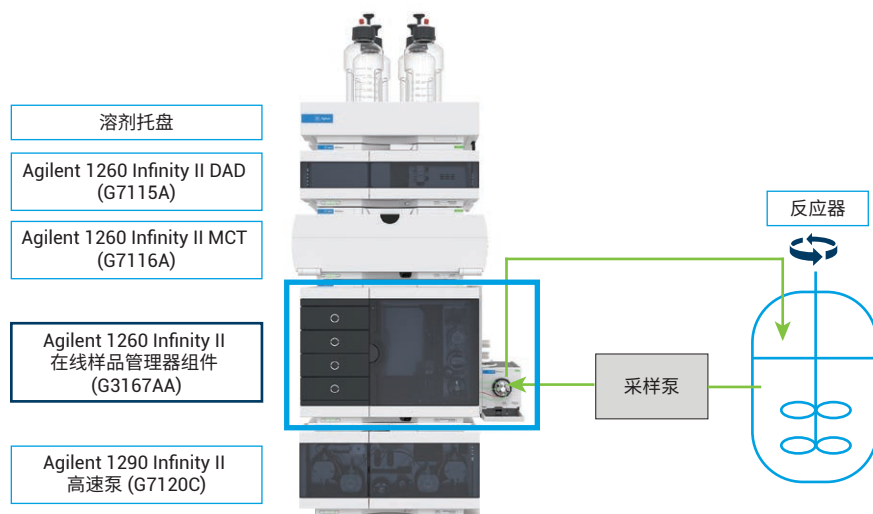 溶剂托盘
Agilent 1260 Infinity II DAD
(G7115A)
Agilent 1260 Infinity II MCT
(G7116A)
Agilent 1260 Infinity II
在线样品管理器组件
(G3167AA)
Agilent 1290 Infinity II
高速泵 (G7120C)
采样泵
反应器